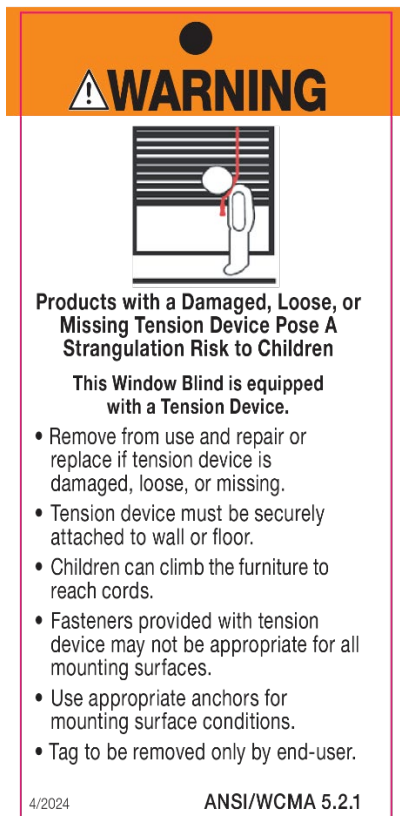 WARNING
Products with a Damaged, Loose, or
Missing Tension Device Pose A
Strangulation Risk to Children
This Window Blind is equipped
with a Tension Device.
• Remove from use and repair or
replace if tension device is
damaged, loose, or missing.
• Tension device must be securely
attached to wall or floor.
• Children can climb the furniture to
reach cords.
• Fasteners provided with tension
device may not be appropriate for all
mounting surfaces.
• Use appropriate anchors for
mounting surface conditions.
• Tag to be removed only by end-user.
4/2024 ANSI/WCMA 5.2.1